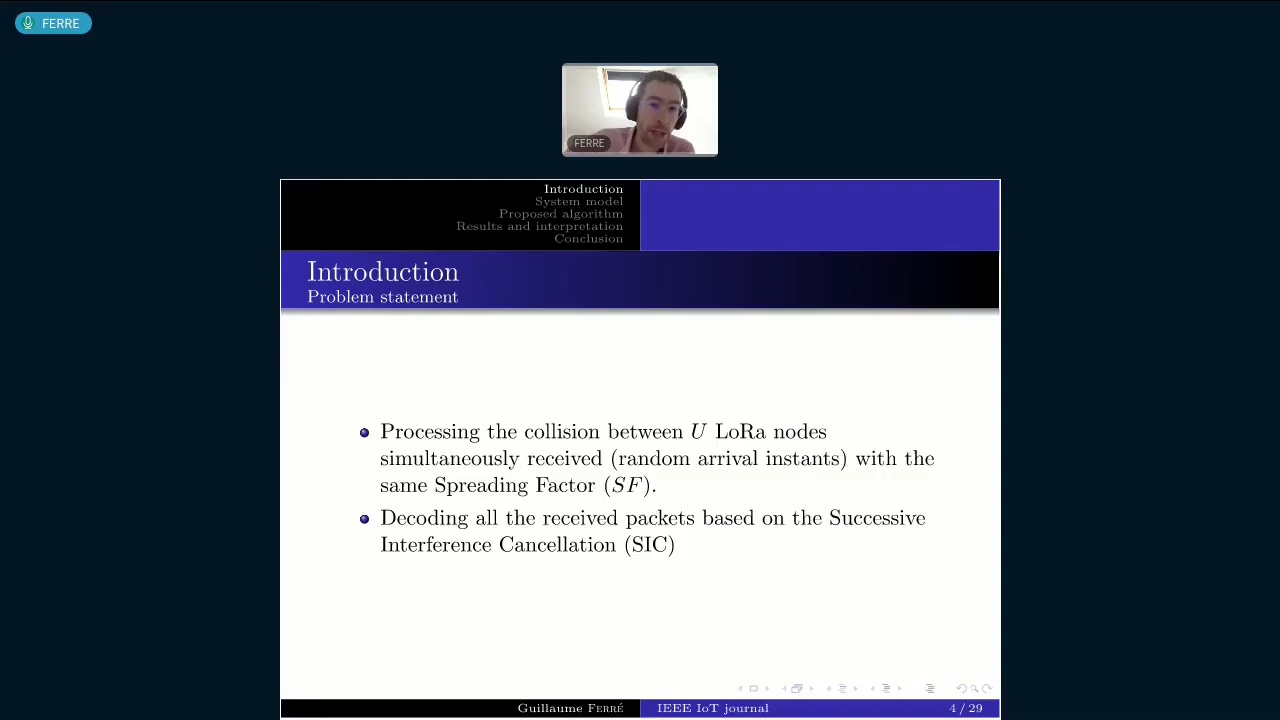 FERRE
FERRE
Introduction
System model
Proposed algorithm
Results and interpretation
Conclusion
Introduction
Problem statement
Processing the collision between U LoRa nodes
simultaneously received (random arrival instants) with the
same Spreading Factor (SF).
Decoding all the received packets based on the Successive
Interference Cancellation (SIC)
Guillaume FERRÉ
IEEE IoT journal
4 / 29